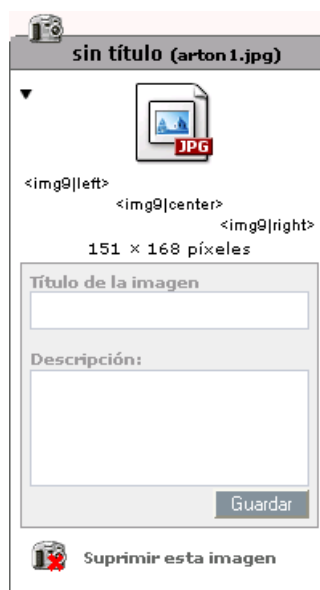 sin título (arton1.jpg)
JPG
<img9|left>
<img9|center>
<img9|right>
151 × 168 píxeles
Título de la imagen
Descripción:
Guardar
Suprimir esta imagen